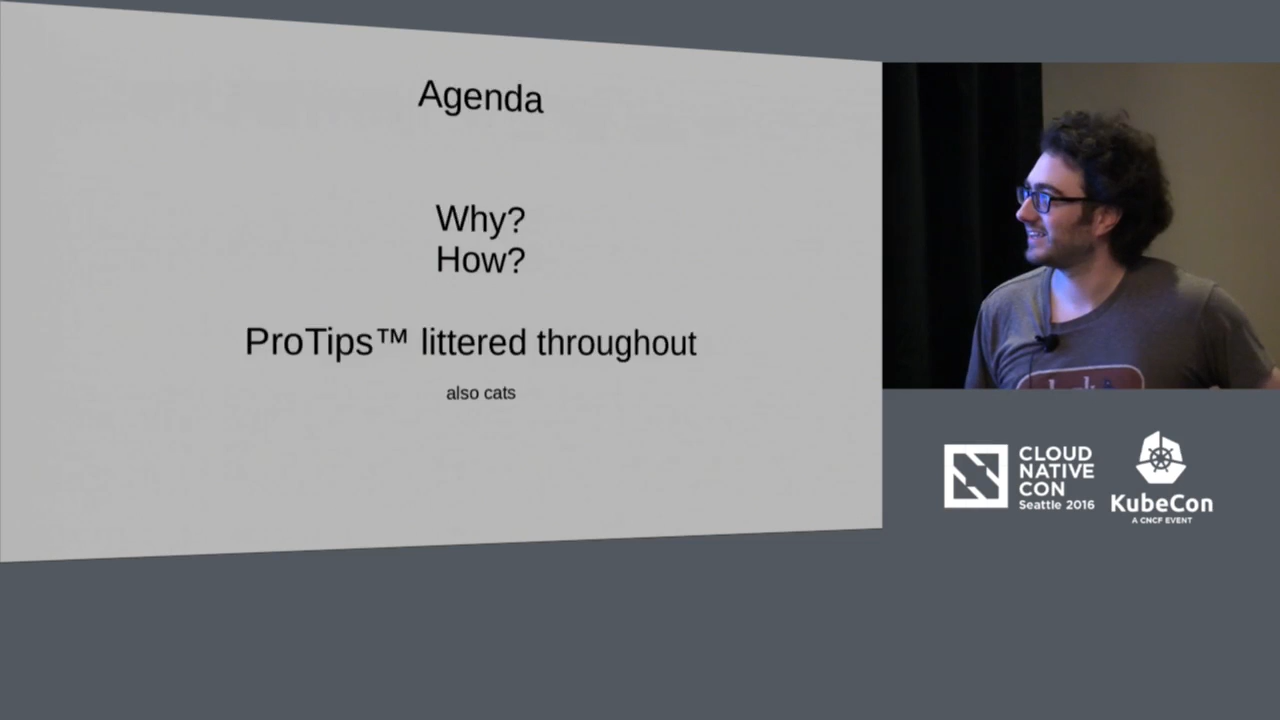 Agenda
Why?
How?
ProTips™ littered throughout
also cats
CLOUD
NATIVE
CON
Seattle 2016
KubeCon
A CNCF EVENT